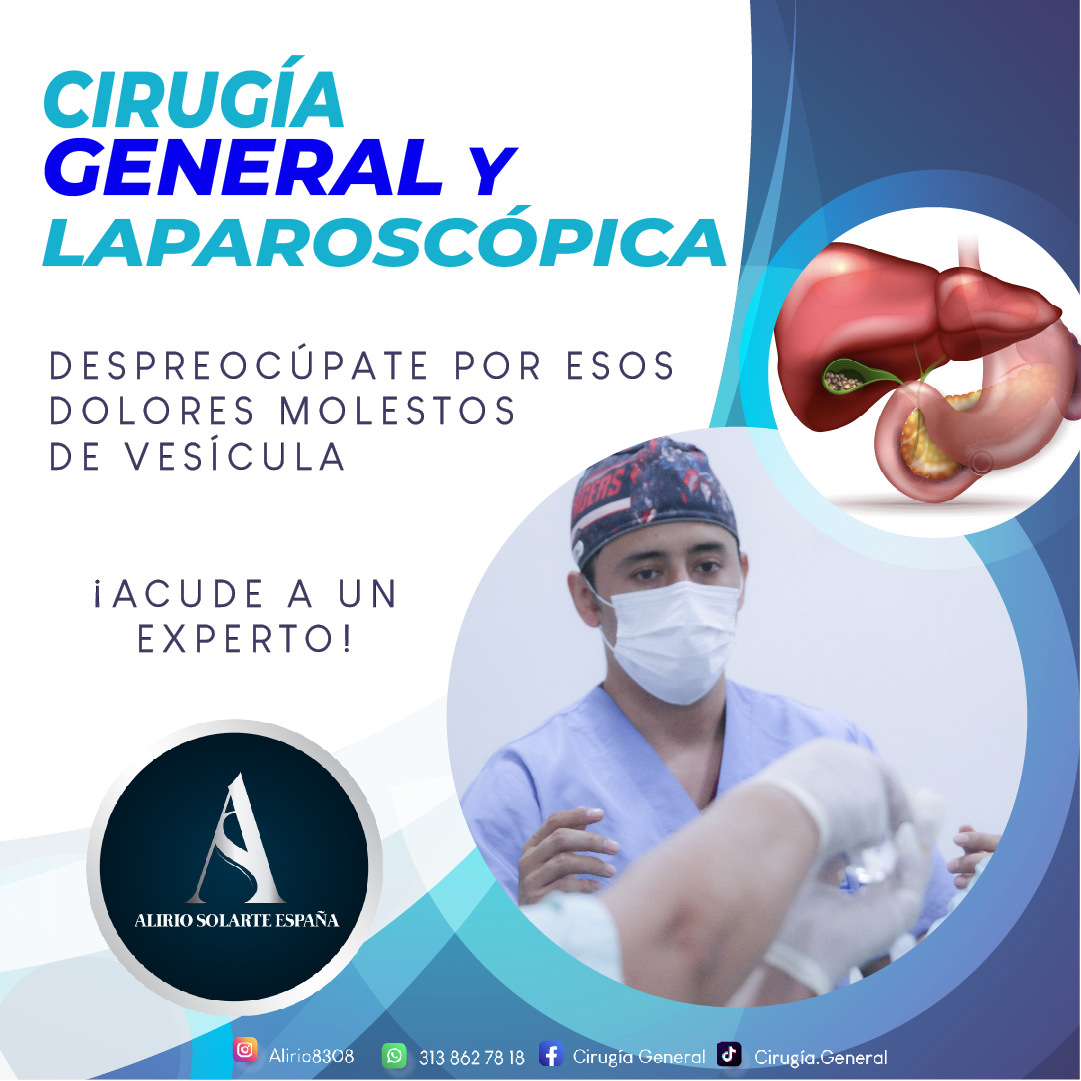 CIRUGÍA
GENERAL Y
LAPAROSCÓPICA
DESPREOCÚPATE POR ESOS
DOLORES MOLESTOS
DE VESÍCULA
¡ACUDE A UN
EXPERTO!
AS
ALIRIO SOLARTE ESPAÑA
Alirio8308 313 862 78 18 Cirugía General Cirugía.General